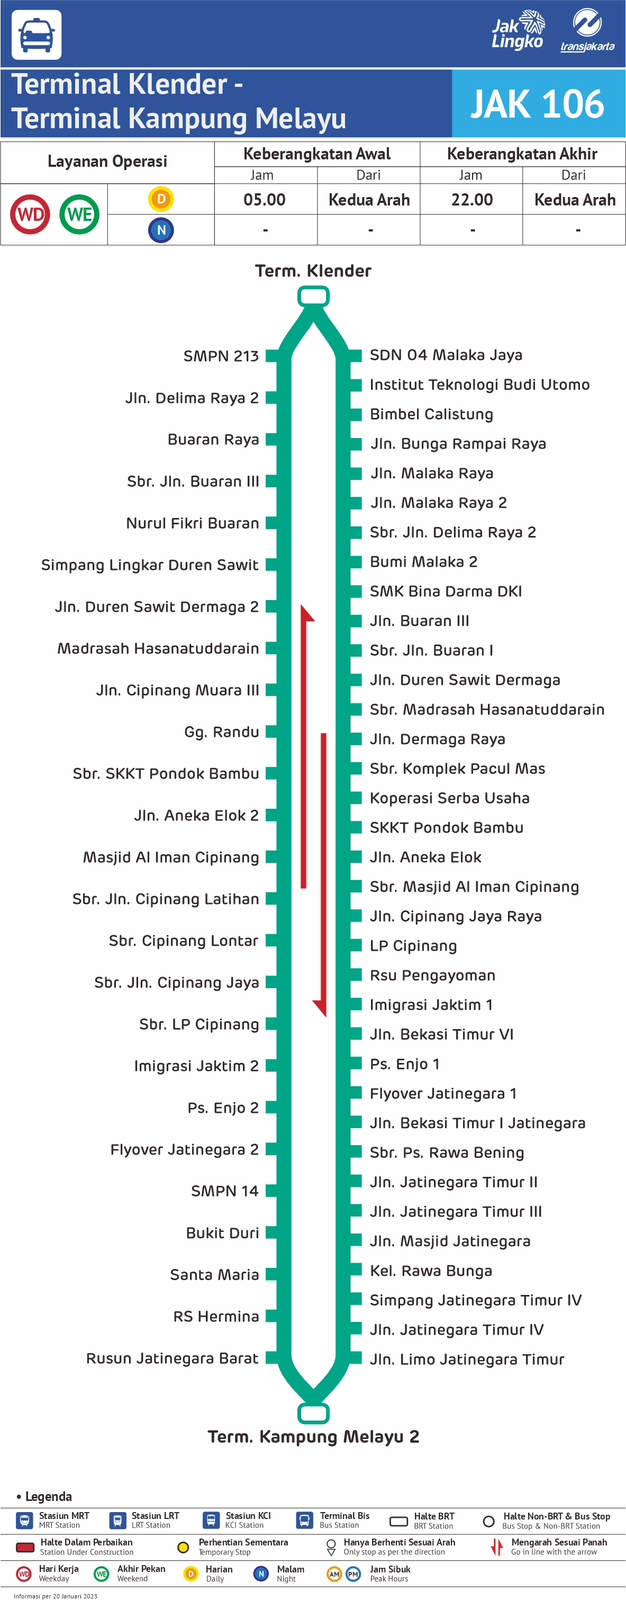 Jak
Lingko
transjakarta
Terminal Klender -
Terminal Kampung Melayu
JAK 106
Layanan Operasi
Keberangkatan Awal
Keberangkatan Akhir
Jam
Dari
Jam
Dari
WD
WE
D
05.00
Kedua Arah
22.00
Kedua Arah
N
-
-
-
-
Term. Klender
SMPN 213
Jln. Delima Raya 2
Buaran Raya
Sbr. Jln. Buaran III
Nurul Fikri Buaran
Simpang Lingkar Duren Sawit
Jln. Duren Sawit Dermaga 2
Madrasah Hasanatuddarain
Jln. Cipinang Muara III
Gg. Randu
Sbr. SKKT Pondok Bambu
Jln. Aneka Elok 2
Masjid Al Iman Cipinang
Sbr. Jln. Cipinang Latihan
Sbr. Cipinang Lontar
Sbr. Jln. Cipinang Jaya
Sbr. LP Cipinang
Imigrasi Jaktim 2
Ps. Enjo 2
Flyover Jatinegara 2
SMPN 14
Bukit Duri
Santa Maria
RS Hermina
Rusun Jatinegara Barat
SDN 04 Malaka Jaya
Institut Teknologi Budi Utomo
Bimbel Calistung
Jln. Bunga Rampai Raya
Jln. Malaka Raya
Jln. Malaka Raya 2
Sbr. Jln. Delima Raya 2
Bumi Malaka 2
SMK Bina Darma DKI
Jln. Buaran III
Sbr. Jln. Buaran I
Jln. Duren Sawit Dermaga
Sbr. Madrasah Hasanatuddarain
Jln. Dermaga Raya
Sbr. Komplek Pacul Mas
Koperasi Serba Usaha
SKKT Pondok Bambu
Jln. Aneka Elok
Sbr. Masjid Al Iman Cipinang
Jln. Cipinang Jaya Raya
LP Cipinang
Rsu Pengayoman
Imigrasi Jaktim 1
Jln. Bekasi Timur VI
Ps. Enjo 1
Flyover Jatinegara 1
Jln. Bekasi Timur I Jatinegara
Sbr. Ps. Rawa Bening
Jln. Jatinegara Timur II
Jln. Jatinegara Timur III
Jln. Masjid Jatinegara
Kel. Rawa Bunga
Simpang Jatinegara Timur IV
Jln. Jatinegara Timur IV
Jln. Limo Jatinegara Timur
Term. Kampung Melayu 2
• Legenda
Stasiun MRT
MRT Station
Stasiun LRT
LRT Station
Stasiun KCI
KCI Station
Terminal Bis
Bus Station
Halte BRT
BRT Station
Halte Non-BRT & Bus Stop
Bus Stop & Non-BRT Station
Halte Dalam Perbaikan
Station Under Construction
Perhentian Sementara
Temporary Stop
Hanya Berhenti Sesuai Arah
Only stop as per the direction
Mengarah Sesuai Panah
Go in line with the arrow
WD
Hari Kerja
Weekday
WE
Akhir Pekan
Weekend
D
Harian
Daily
N
Malam
Night
AM
PM
Jam Sibuk
Peak Hours
Informasi per 20 Januari 2023